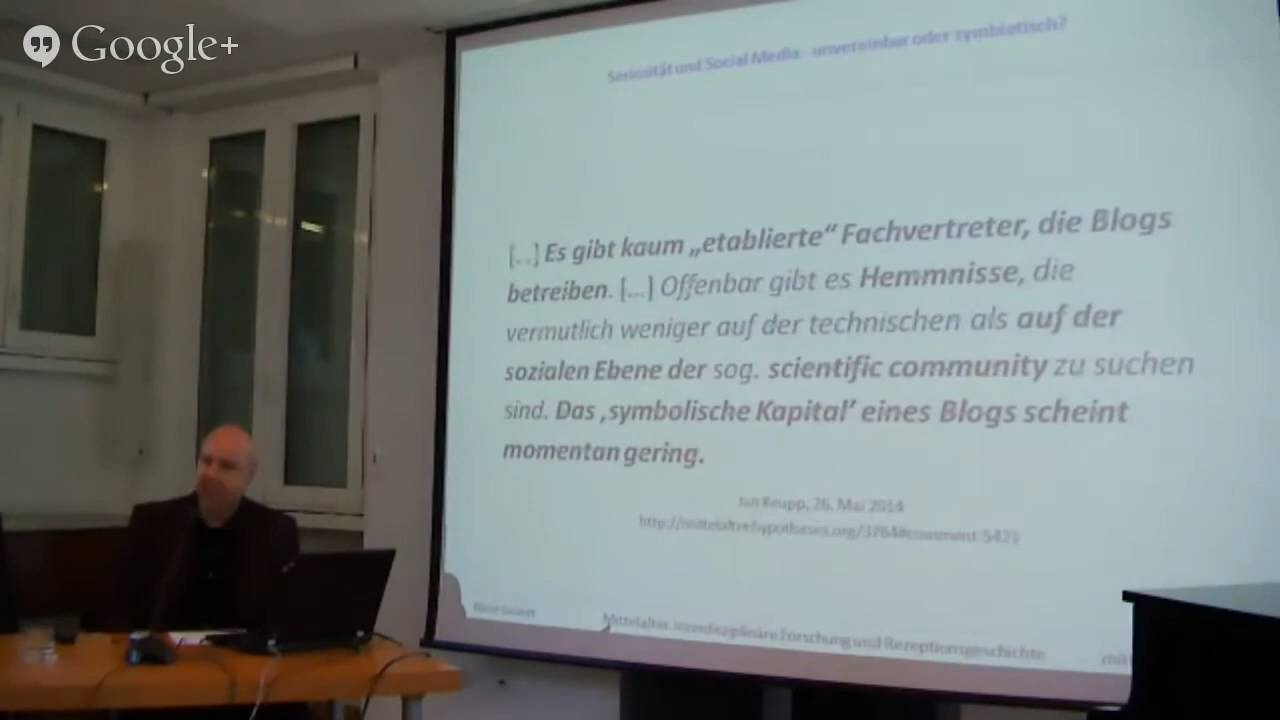 Google+
Seriosität und Social Media - unvereinbar oder symbiotisch?
[...] Es gibt kaum „etablierte“ Fachvertreter, die Blogs
betreiben. [...] Offenbar gibt es Hemmnisse, die
vermutlich weniger auf der technischen als auf der
sozialen Ebene der sog. scientific community zu suchen
sind. Das ‚symbolische Kapital’ eines Blogs scheint
momentan gering.
Jan Keupp, 26. Mai 2014
Mittelalter. Interdisziplinäre Forschung und Rezeptionsgeschichte